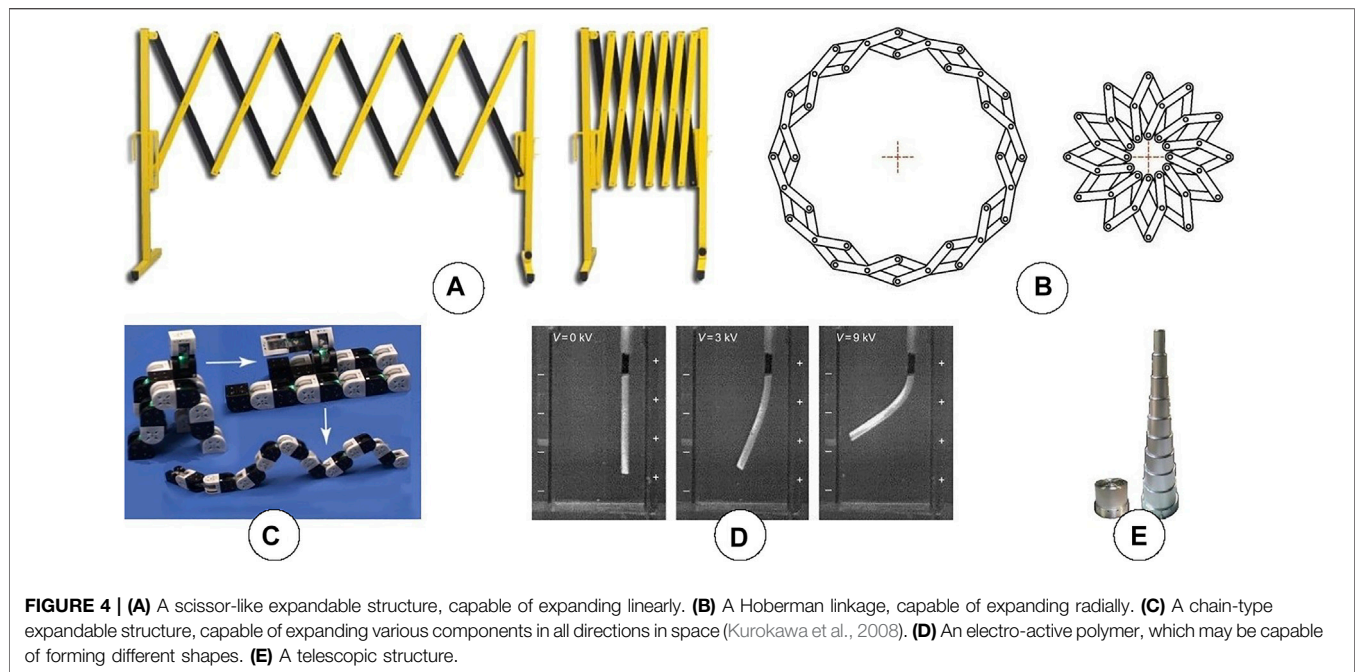 A
B
V=0 kV
V=3 kV
V=9 kV
C
D
E
FIGURE 4 | (A) A scissor-like expandable structure, capable of expanding linearly. (B) A Hoberman linkage, capable of expanding radially. (C) A chain-type
expandable structure, capable of expanding various components in all directions in space (Kurokawa et al., 2008). (D) An electro-active polymer, which may be capable
of forming different shapes. (E) A telescopic structure.